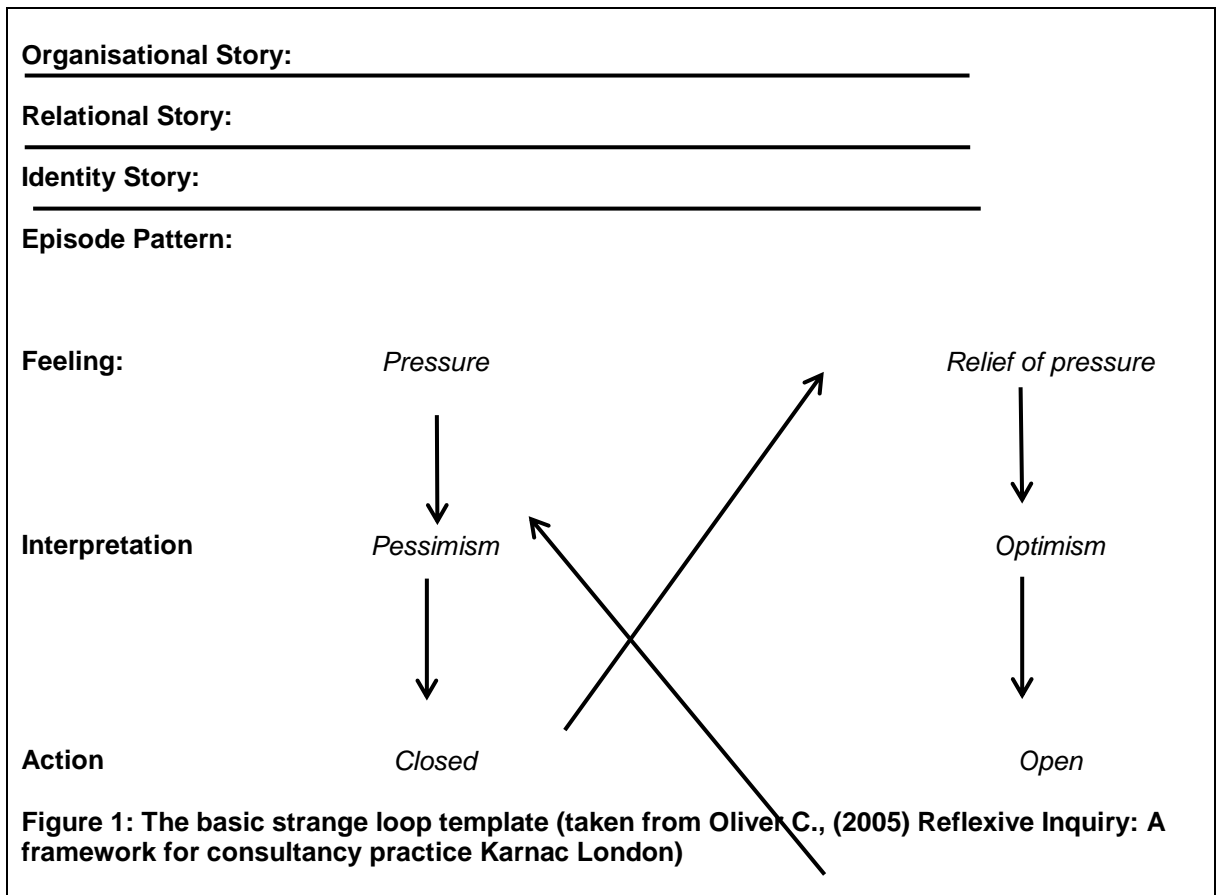 Organisational Story:
Relational Story:
Identity Story:
Episode Pattern:
Feeling: Pressure Relief of pressure
Interpretation Pessimism Optimism
Action Closed Open
Figure 1: The basic strange loop template (taken from Oliver C., (2005) Reflexive Inquiry: A
framework for consultancy practice Karnac London)